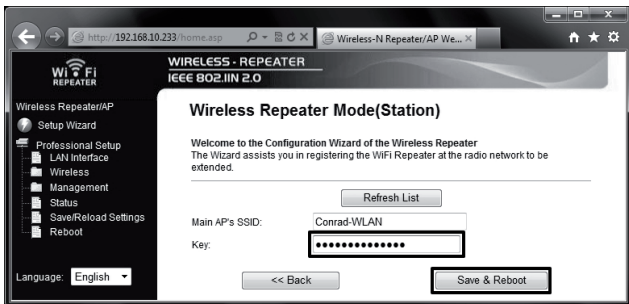 http://192.168.10.233/home.asp
Wireless-N Repeater/AP We...
WiFi
REPEATER
WIRELESS - REPEATER
IEEE 802.11N 2.0
Wireless Repeater/AP
Setup Wizard
Professional Setup
LAN Interface
Wireless
Management
Status
Save/Reload Settings
Reboot
Language: English
Wireless Repeater Mode(Station)
Welcome to the Configuration Wizard of the Wireless Repeater
The Wizard assists you in registering the WiFi Repeater at the radio network to be
extended.
Refresh List
Main AP's SSID: Conrad-WLAN
Key: ●●●●●●●●●●●●●●
<< Back
Save & Reboot